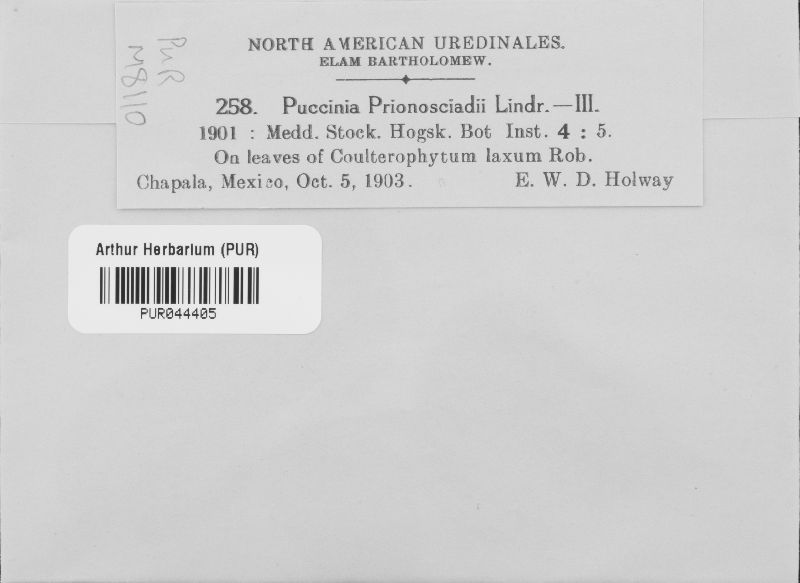 PUR
M8110
NORTH AMERICAN UREDINALES.
ELAM BARTHOLOMEW.
258. Puccinia Prionosciadii Lindr.—III.
1901 : Medd. Stock. Hogsk. Bot Inst. 4 : 5.
On leaves of Coulterophytum laxum Rob.
Chapala, Mexico, Oct. 5, 1903. E. W. D. Holway
Arthur Herbarium (PUR)
PUR044405